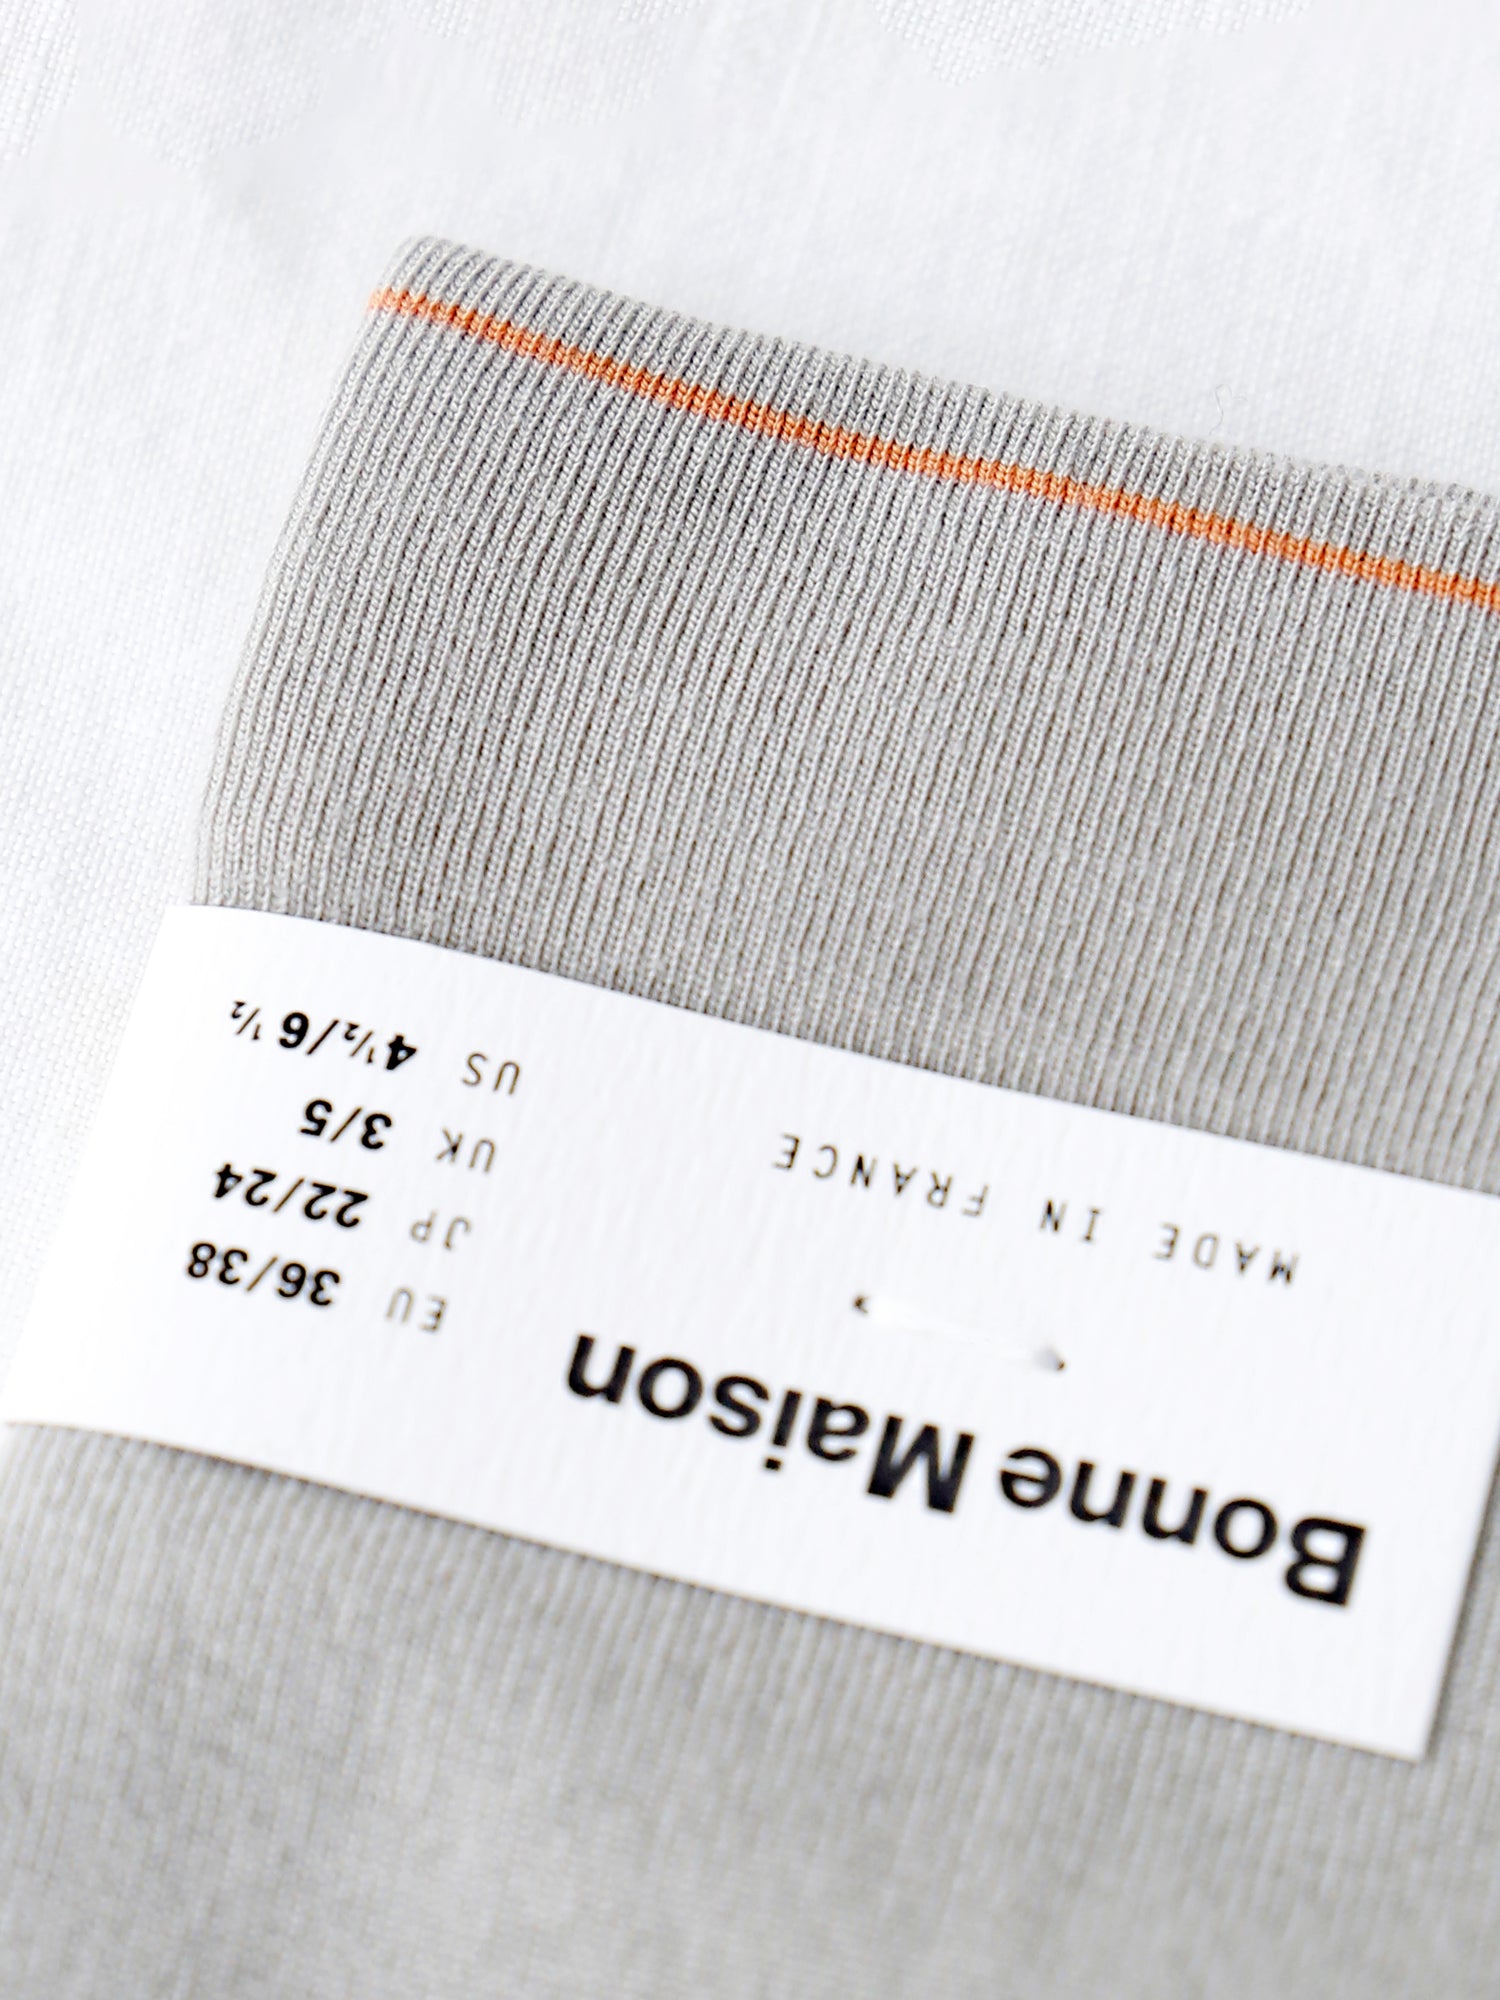 Bonne Maison
MADE IN FRANCE
EU 36/38
JP 22/24
UK 3/5
US 4½/6½